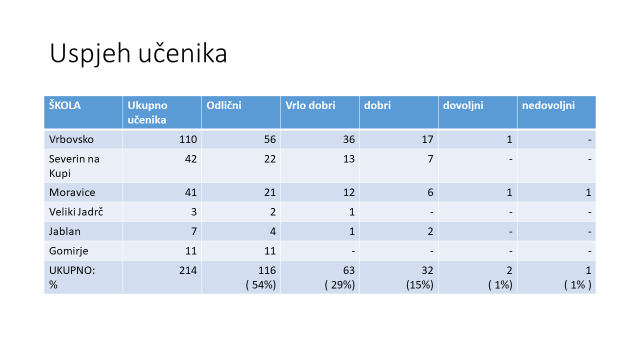 Uspjeh učenika
ŠKOLA Ukupno učenika Odlični Vrlo dobri dobri dovoljni nedovoljni
Vrbovsko 110 56 36 17 1 -
Severin na Kupi 42 22 13 7 - -
Moravice 41 21 12 6 1 1
Veliki Jadrč 3 2 1 - - -
Jablan 7 4 1 2 - -
Gomirje 11 11 - - - -
UKUPNO: 214 116 63 32 2 1
% ( 54%) ( 29%) (15%) ( 1%) ( 1% )